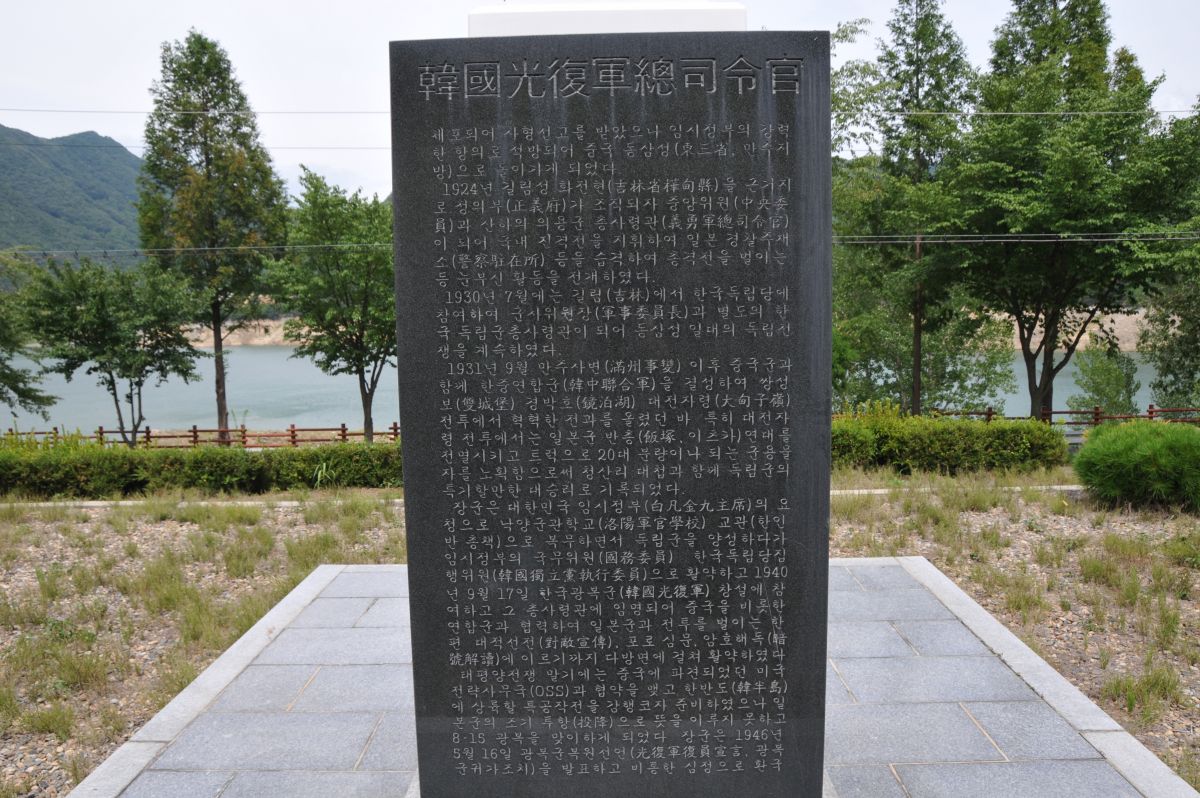 韓國光復軍總司令官
체포되어 사형선고를 받았으나 임시정부의 강력
한 항의로 석방되어 중국 동삼성(東三省, 만주지
방)으로 돌아가게 되었다.
1924년 길림성 화전현(吉林省樺甸縣)을 근거지
로 정의부(正義府)가 조직되자 중앙위원(中央委
員)과 산하의 의용군 총사령관(義勇軍總司令官)
이 되어 국내 진격전을 지휘하여 일본 경찰주재
소(警察駐在所) 등을 습격하여 총격전을 벌이는
등 눈부신 활동을 전개하였다.
1930년 7월에는 길림(吉林)에서 한국독립당에
참여하여 군사위원장(軍事委員長)과 별도의 한
국독립군총사령관이 되어 동삼성 일대의 독립전
쟁을 계속하였다.
1931년 9월 만주사변(滿州事變) 이후 중국군과
함께 한중연합군(韓中聯合軍)을 결성하여 쌍성
보(雙城堡) 경박호(鏡泊湖) 대전자령(大甸子嶺)
전투에서 혁혁한 전과를 올렸던 바 특히 대전자
령 전투에서는 일본군 반총(飯塚, 이츠카)연대를
전멸시키고 트럭으로 20대 분량이나 되는 군용물
자를 노획함으로써 청산리 대첩과 함께 독립군의
특기할만한 대승리로 기록되었다.
장군은 대한민국 임시정부(白凡金九主席)의 요
청으로 낙양군관학교(洛陽軍官學校) 교관(한인
반총책)으로 복무하면서 독립군을 양성하다가
임시정부의 국무위원(國務委員) 한국독립당집
행위원(韓國獨立黨執行委員)으로 활약하고 1940
년 9월 17일 한국광복군(韓國光復軍) 창설에 참
여하고 그 총사령관에 임명되어 중국을 비롯한
연합군과 협력하여 일본군과 전투를 벌이는 한
편 대적선전(對敵宣傳), 포로 심문, 암호해독(暗
號解讀)에 이르기까지 다방면에 걸쳐 활약하였다
태평양전쟁 말기에는 중국에 파견되었던 미국
전략사무국(OSS)과 협약을 맺고 한반도(韓半島)
에 상륙할 특공작전을 강행코자 준비하였으나 일
본군의 조기 투항(投降)으로 뜻을 이루지 못하고
8·15 광복을 맞이하게 되었다 장군은 1946년
5월 16일 광복군복원선언(光復軍復員宣言, 광복
군귀가조치)을 발표하고 비통한 심정으로 환국